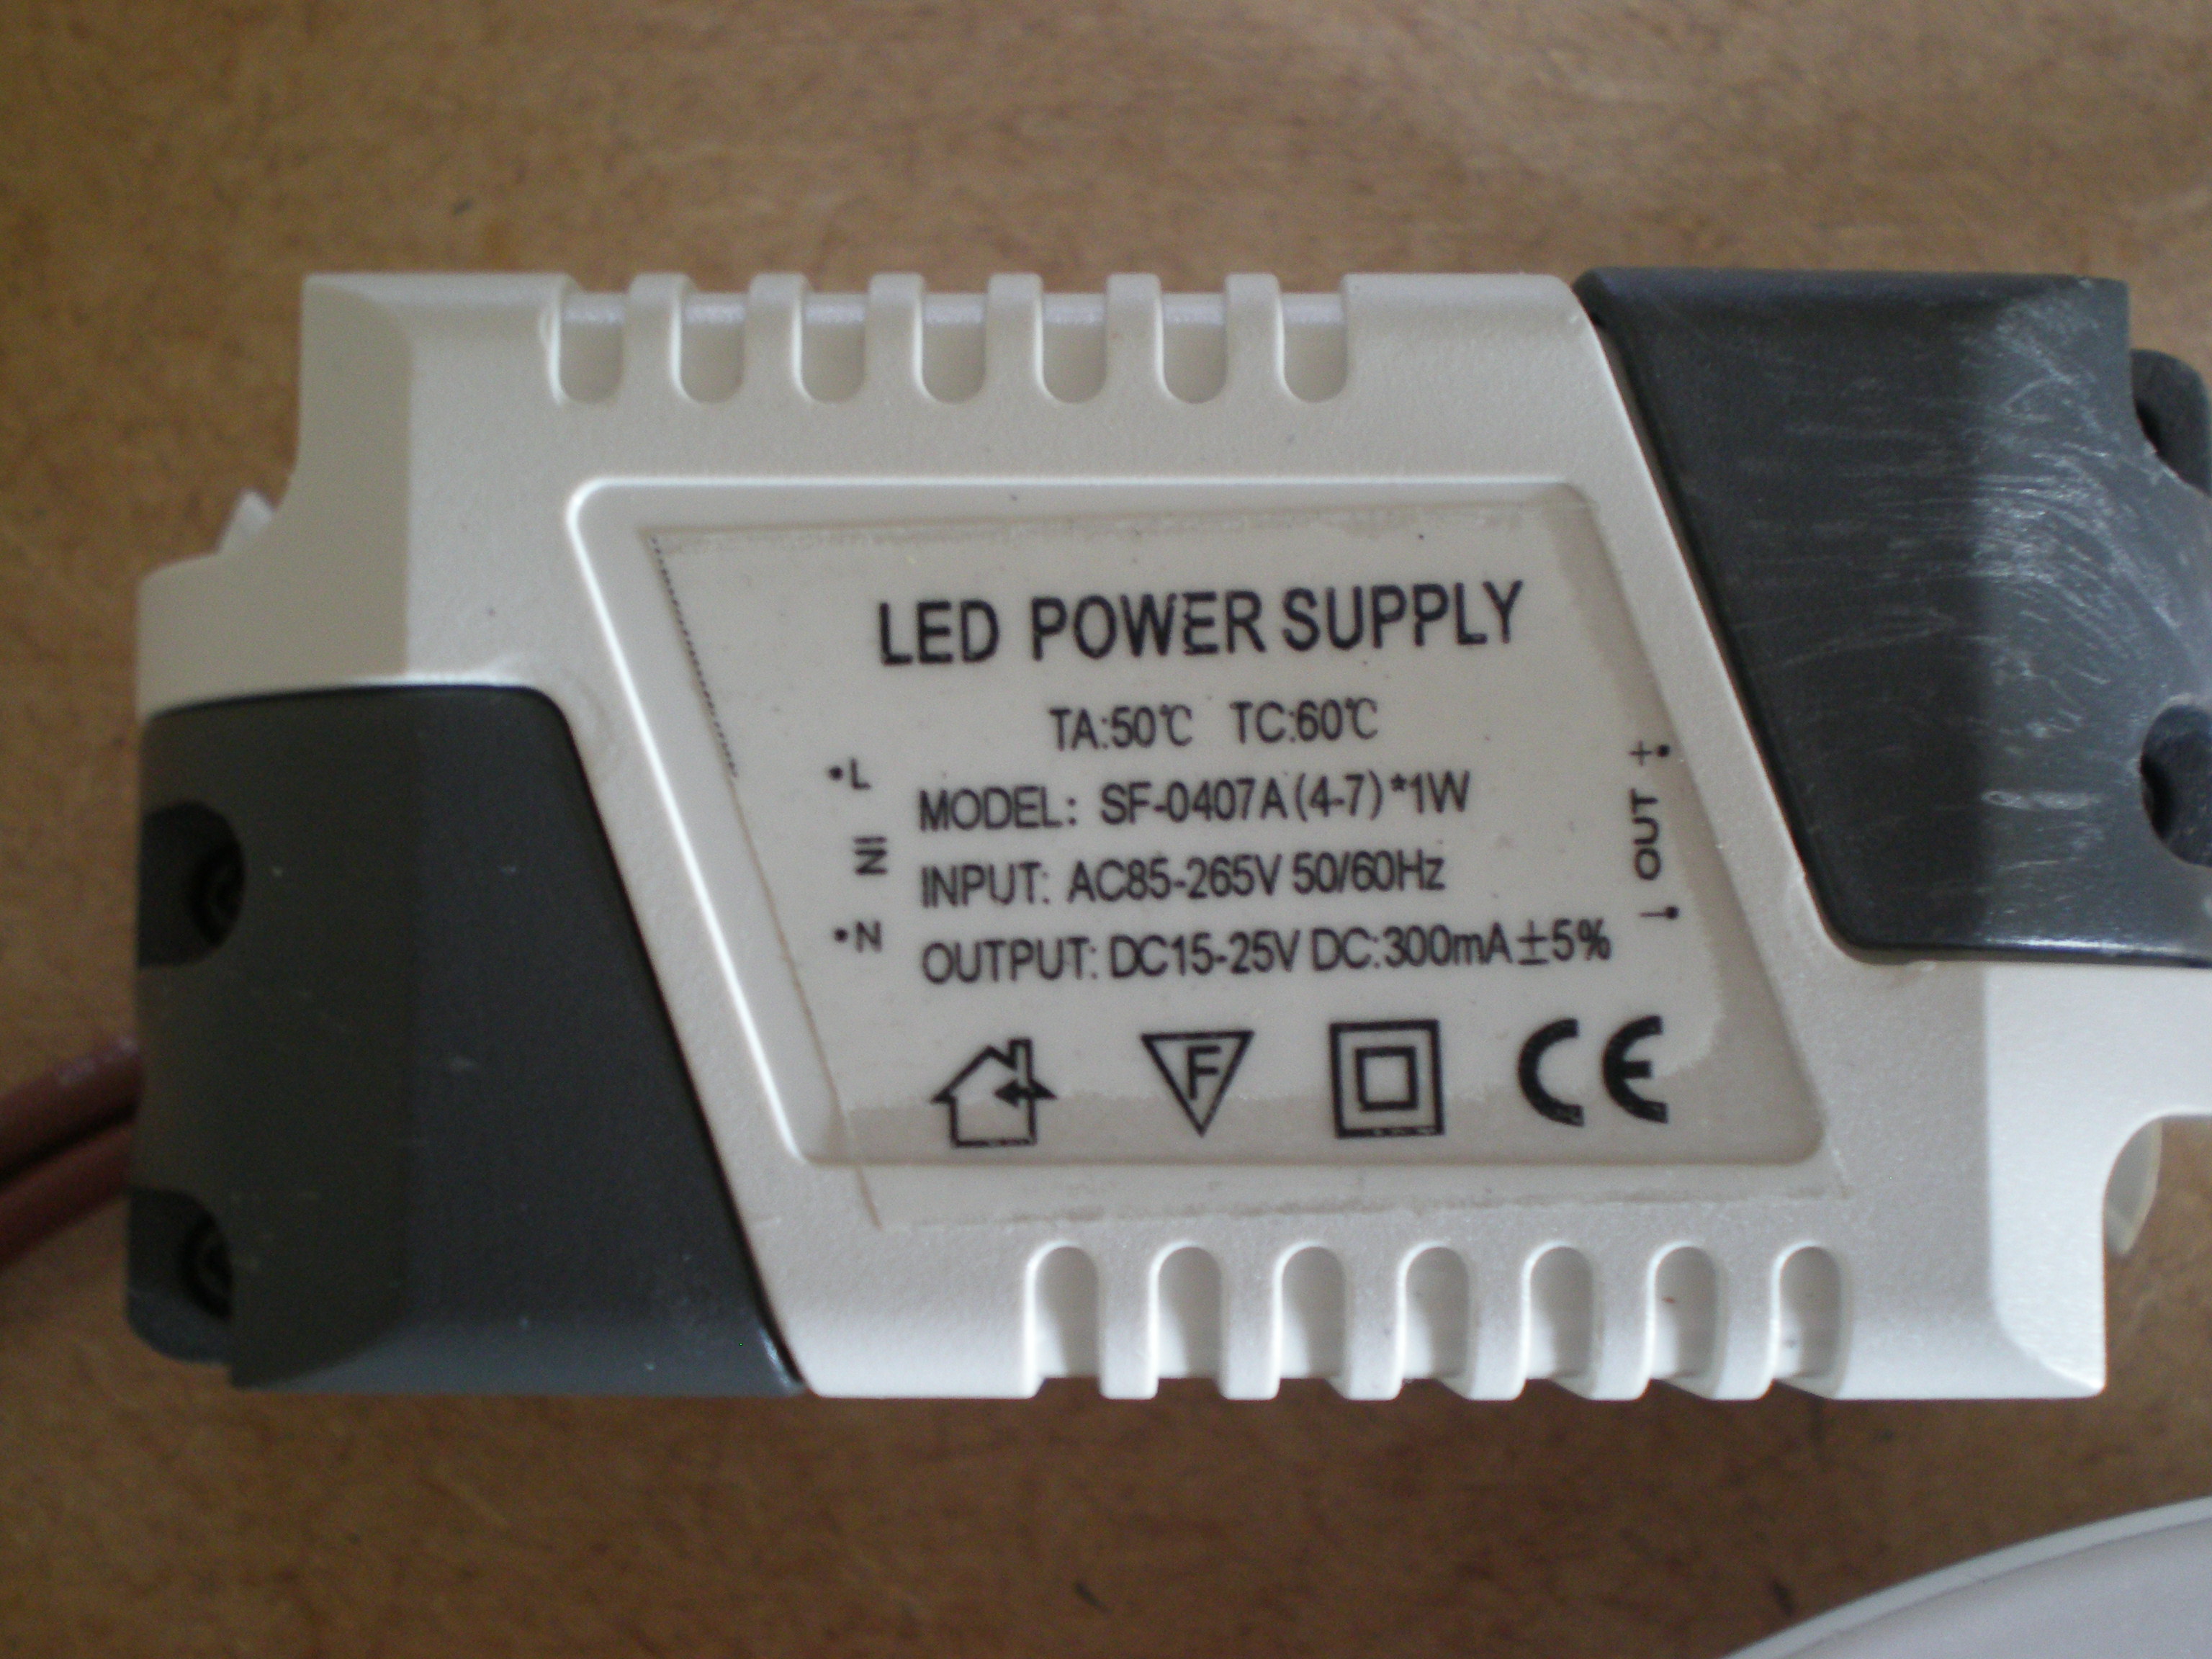 LED POWER SUPPLY
TA:50℃ TC:60℃
•L
IN
•N
MODEL: SF-0407A(4-7)*1W
INPUT: AC85-265V 50/60Hz
OUTPUT: DC15-25V DC:300mA±5%
+
OUT
-
F
CE